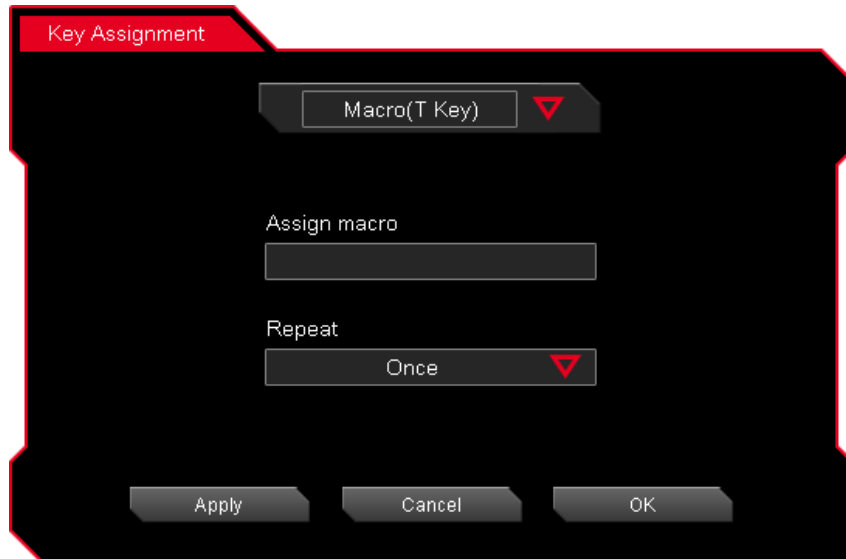 Key Assignment
Macro(T Key)
Assign macro
Repeat
Once
Apply Cancel OK